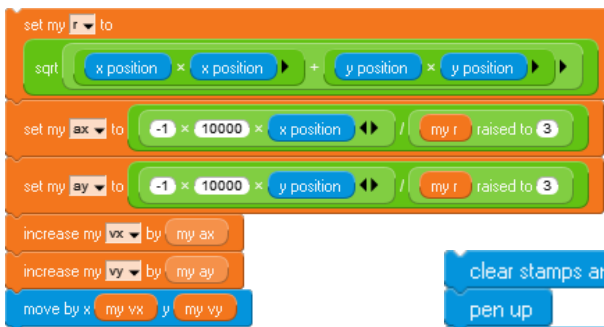 set my r to
sqrt x position × x position + y position × y position
set my ax to -1 × 10000 × x position / my r raised to 3
set my ay to -1 × 10000 × y position / my r raised to 3
increase my vx by my ax
increase my vy by my ay
move by x my vx y my vy
clear stamps
pen up